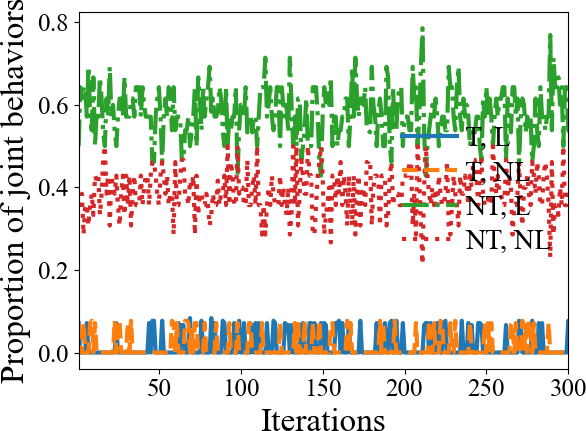 Proportion of joint behaviors
0.8
0.6
0.4
0.2
0.0
T, L
T, NL
NT, L
NT, NL
50
100
150
200
250
300
Iterations